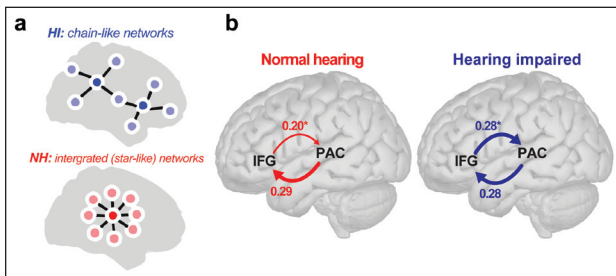 a
HI: chain-like networks
NH: intergrated (star-like) networks
b
Normal hearing
0.20*
IFG
PAC
0.29
Hearing impaired
0.28*
IFG
PAC
0.28